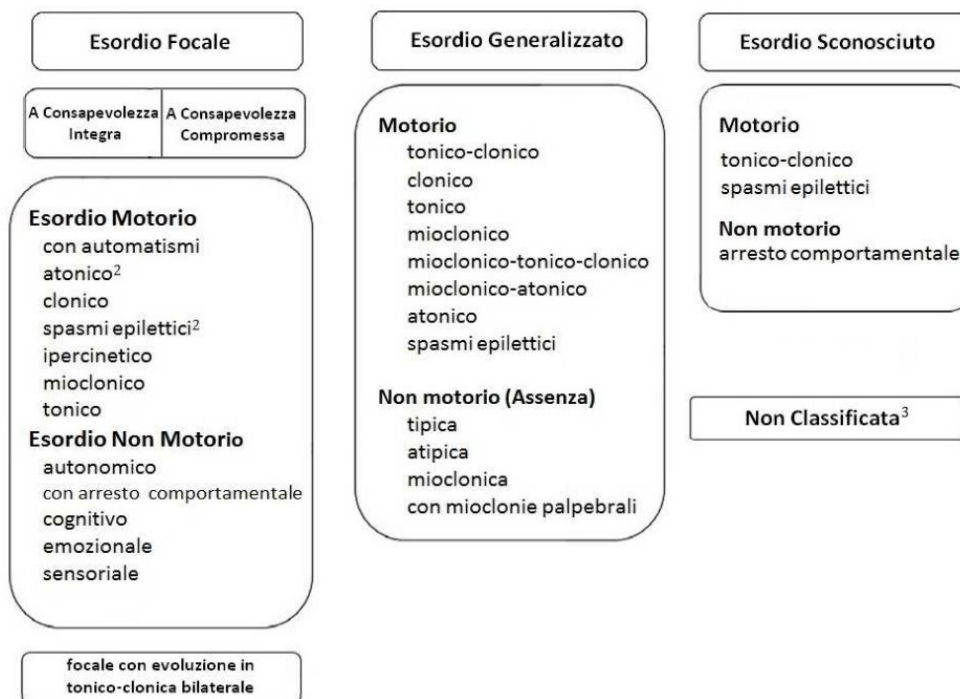 Esordio Focale
A Consapevolezza
Integra
A Consapevolezza
Compromessa
Esordio Motorio
con automatismi
atonico²
clonico
spasmi epilettici²
ipercinetico
mioclonico
tonico
Esordio Non Motorio
autonomico
con arresto comportamentale
cognitivo
emozionale
sensoriale
focale con evoluzione in
tonico-clonica bilaterale
Esordio Generalizzato
Motorio
tonico-clonico
clonico
tonico
mioclonico
mioclonico-tonico-clonico
mioclonico-atonico
atonico
spasmi epilettici
Non motorio (Assenza)
tipica
atipica
mioclonica
con mioclonie palpebrali
Esordio Sconosciuto
Motorio
tonico-clonico
spasmi epilettici
Non motorio
arresto comportamentale
Non Classificata³